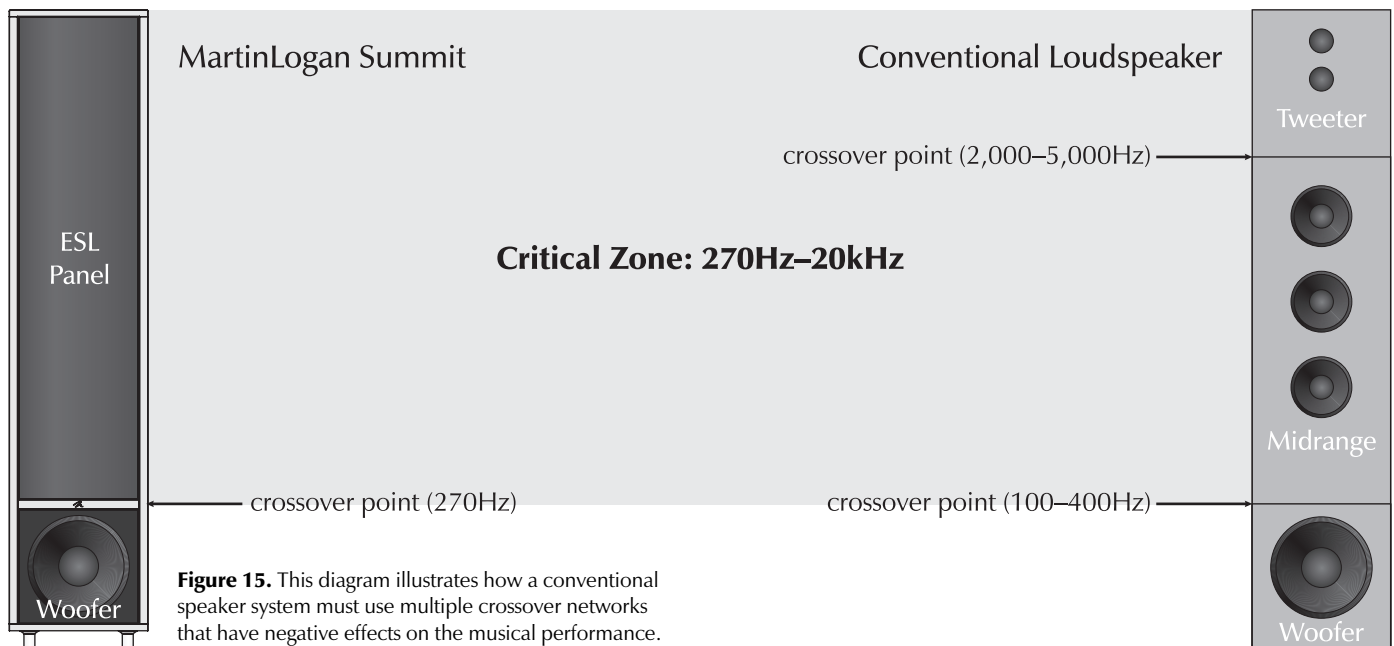 MartinLogan Summit
Conventional Loudspeaker
Tweeter
crossover point (2,000–5,000Hz)
ESL
Panel
Critical Zone: 270Hz–20kHz
Midrange
crossover point (270Hz)
crossover point (100–400Hz)
Woofer
Figure 15. This diagram illustrates how a conventional
speaker system must use multiple crossover networks
that have negative effects on the musical performance.
Woofer